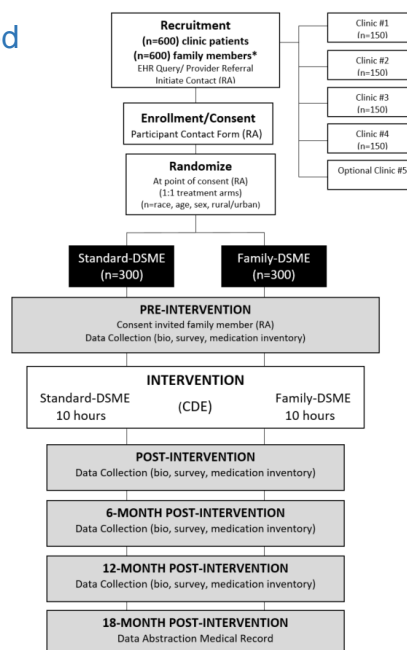 d
Recruitment
(n=600) clinic patients
(n=600) family members*
EHR Query/ Provider Referral
Initiate Contact (RA)
Clinic #1
(n=150)
Clinic #2
(n=150)
Clinic #3
(n=150)
Clinic #4
(n=150)
Optional Clinic #5
Enrollment/Consent
Participant Contact Form (RA)
Randomize
At point of consent (RA)
(1:1 treatment arms)
(n=race, age, sex, rural/urban)
Standard-DSME
(n=300)
Family-DSME
(n=300)
PRE-INTERVENTION
Consent invited family member (RA)
Data Collection (bio, survey, medication inventory)
INTERVENTION
Standard-DSME
10 hours
(CDE)
Family-DSME
10 hours
POST-INTERVENTION
Data Collection (bio, survey, medication inventory)
6-MONTH POST-INTERVENTION
Data Collection (bio, survey, medication inventory)
12-MONTH POST-INTERVENTION
Data Collection (bio, survey, medication inventory)
18-MONTH POST-INTERVENTION
Data Abstraction Medical Record